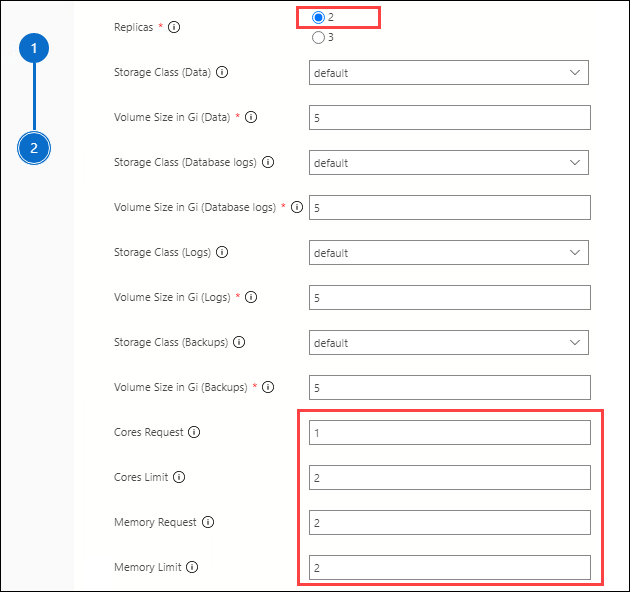 2
Replicas *
3
1
Storage Class (Data)
default
Volume Size in Gi (Data) *
5
2
Storage Class (Database logs)
default
Volume Size in Gi (Database logs) *
5
Storage Class (Logs)
default
Volume Size in Gi (Logs) *
5
Storage Class (Backups)
default
Volume Size in Gi (Backups) *
5
Cores Request
1
Cores Limit
2
Memory Request
2
Memory Limit
2